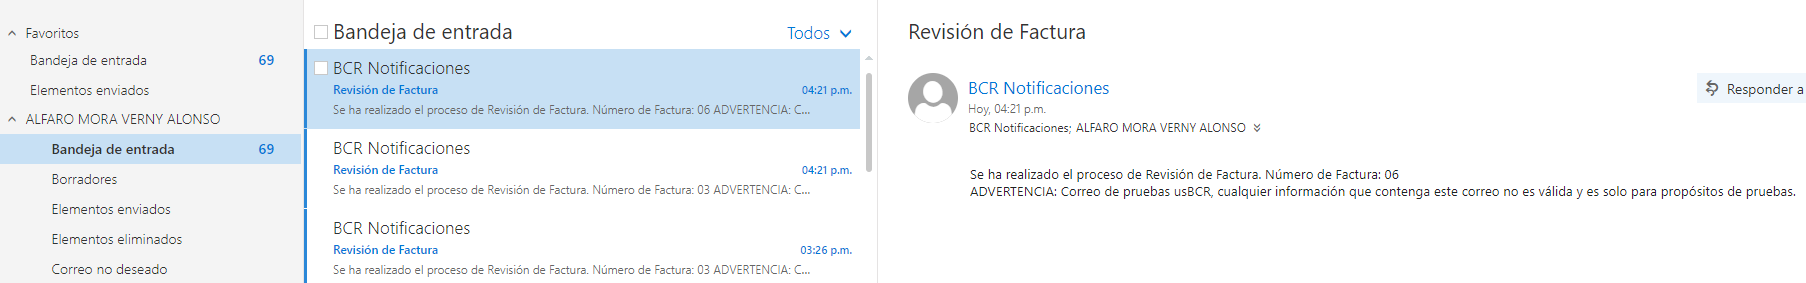 Favoritos
Bandeja de entrada 69
Elementos enviados
ALFARO MORA VERNY ALONSO
Bandeja de entrada 69
Borradores
Elementos enviados
Elementos eliminados
Correo no deseado
Bandeja de entrada Todos
BCR Notificaciones
Revisión de Factura 04:21 p.m.
Se ha realizado el proceso de Revisión de Factura. Número de Factura: 06 ADVERTENCIA: C...
BCR Notificaciones
Revisión de Factura 04:21 p.m.
Se ha realizado el proceso de Revisión de Factura. Número de Factura: 03 ADVERTENCIA: C...
BCR Notificaciones
Revisión de Factura 03:26 p.m.
Se ha realizado el proceso de Revisión de Factura. Número de Factura: 03 ADVERTENCIA: C...
Revisión de Factura
BCR Notificaciones
Responder a
Hoy, 04:21 p.m.
BCR Notificaciones; ALFARO MORA VERNY ALONSO
Se ha realizado el proceso de Revisión de Factura. Número de Factura: 06
ADVERTENCIA: Correo de pruebas usBCR, cualquier información que contenga este correo no es válida y es solo para propósitos de pruebas.